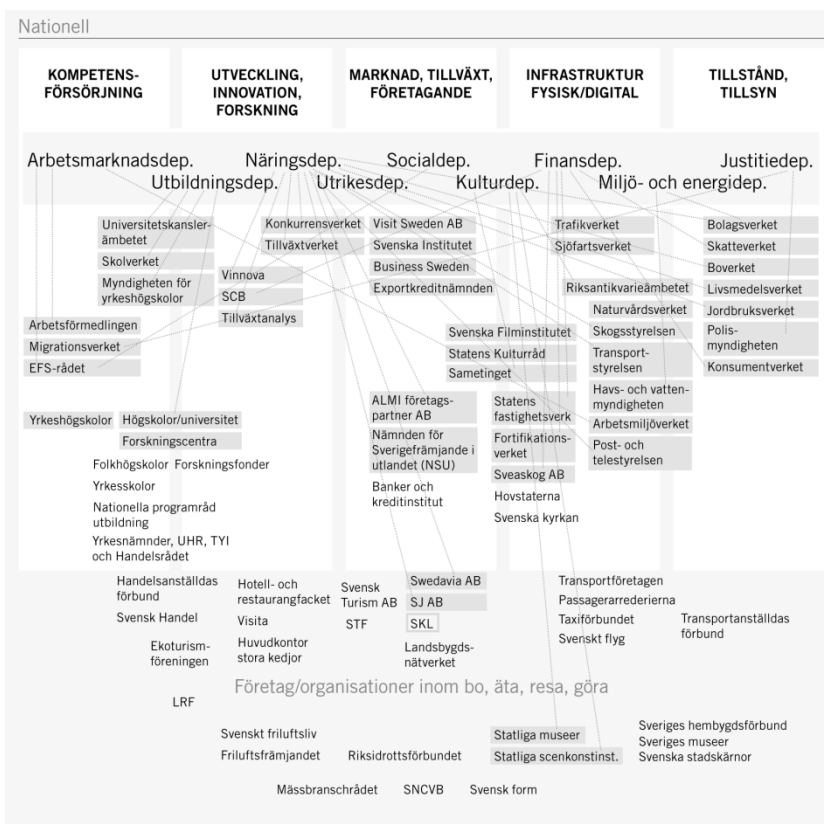 Nationell
KOMPETENS-
FÖRSÖRJNING
UTVECKLING,
INNOVATION,
FORSKNING
MARKNAD, TILLVÄXT,
FÖRETAGANDE
INFRASTRUKTUR
FYSISK/DIGITAL
TILLSTÅND,
TILLSYN
Arbetsmarknadsdep.
Näringsdep.
Socialdep.
Finansdep.
Justitiedep.
Utbildningsdep.
Utrikesdep.
Kulturdep.
Miljö- och energidep.
Universitetskansler-
ämbetet
Skolverket
Myndigheten för
yrkeshögskolor
Arbetsförmedlingen
Migrationsverket
EFS-rådet
Konkurrensverket
Tillväxtverket
Vinnova
SCB
Tillväxtanalys
Visit Sweden AB
Svenska Institutet
Business Sweden
Exportkreditnämnden
Svenska Filminstitutet
Statens Kulturråd
Sametinget
Trafikverket
Sjöfartsverket
Riksantikvarieämbetet
Naturvårdsverket
Skogsstyrelsen
Transport-
styrelsen
Havs- och vatten-
myndigheten
Arbetsmiljöverket
Post- och
telestyrelsen
Bolagsverket
Skatteverket
Boverket
Livsmedelsverket
Jordbruksverket
Polis-
myndigheten
Konsumentverket
Yrkeshögskolor
Högskolor/universitet
Forskningscentra
Folkhögskolor
Forskningsfonder
Yrkesskolor
Nationella programråd
utbildning
Yrkesnämnder, UHR, TYI
och Handelsrådet
ALMI företags-
partner AB
Nämnden för
Sverigefrämjande i
utlandet (NSU)
Banker och
kreditinstitut
Statens
fastighetsverk
Fortifikations-
verket
Sveaskog AB
Hovstaterna
Svenska kyrkan
Handelsanställdas
förbund
Svensk Handel
Ekoturism-
föreningen
LRF
Hotell- och
restaurangfacket
Visita
Huvudkontor
stora kedjor
Svensk
Turism AB
STF
Swedavia AB
SJ AB
SKL
Landsbygds-
nätverket
Transportföretagen
Passagerarrederierna
Taxiförbundet
Svenskt flyg
Transportanställdas
förbund
Företag/organisationer inom bo, äta, resa, göra
Svenskt friluftsliv
Friluftsfrämjandet
Riksidrottsförbundet
Statliga museer
Statliga scenkonstinst.
Sveriges hembygdsförbund
Sveriges museer
Svenska stadskärnor
Mässbranschrådet
SNCVB
Svensk form